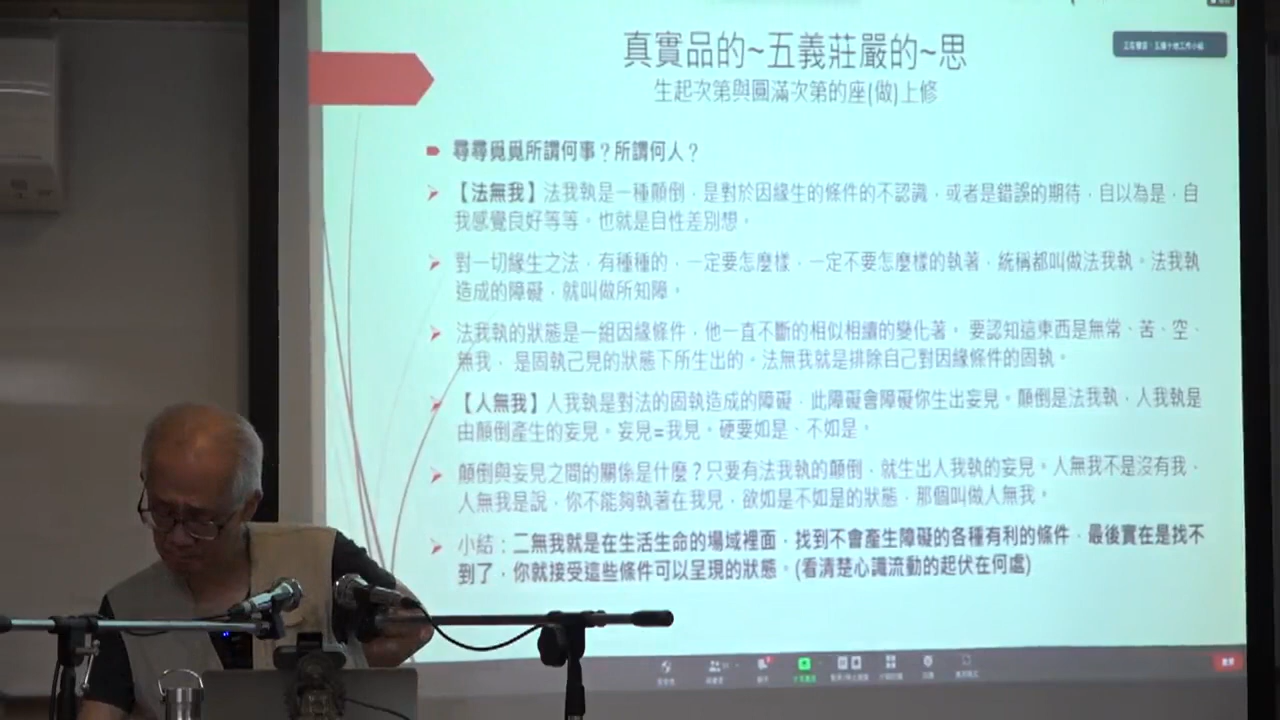 真實品的~五義莊嚴的~思
生起次第與圓滿次第的座(做)上修
尋尋覓覓所謂何事？所謂何人？
【法無我】法我執是一種顛倒，是對於因緣生的條件的不認識，或者是錯誤的期待，自以為是，自
我感覺良好等等，也就是自性差別想。
對一切緣生之法，有種種的，一定要怎麼樣，一定不要怎麼樣的執著，統稱都叫做法我執。法我執
造成的障礙，就叫做所知障。
法我執的狀態是一組因緣條件，他一直不斷的相似相續的變化著， 要認知這東西是無常、苦、空、
無我， 是固執己見的狀態下所生出的。法無我就是排除自己對因緣條件的固執。
【人無我】人我執是對法的固執造成的障礙，此障礙會障礙你生出妄見。顛倒是法我執，人我執是
由顛倒產生的妄見。妄見=我見。硬要如是、不如是。
顛倒與妄見之間的關係是什麼？只要有法我執的顛倒，就生出人我執的妄見。人無我不是沒有我，
人無我是說，你不能夠執著在我見，欲如是不如是的狀態，那個叫做人無我。
小結：二無我就是在生活生命的場域裡面，找到不會產生障礙的各種有利的條件，最後實在是找不
到了，你就接受這些條件可以呈現的狀態。(看清楚心識流動的起伏在何處)